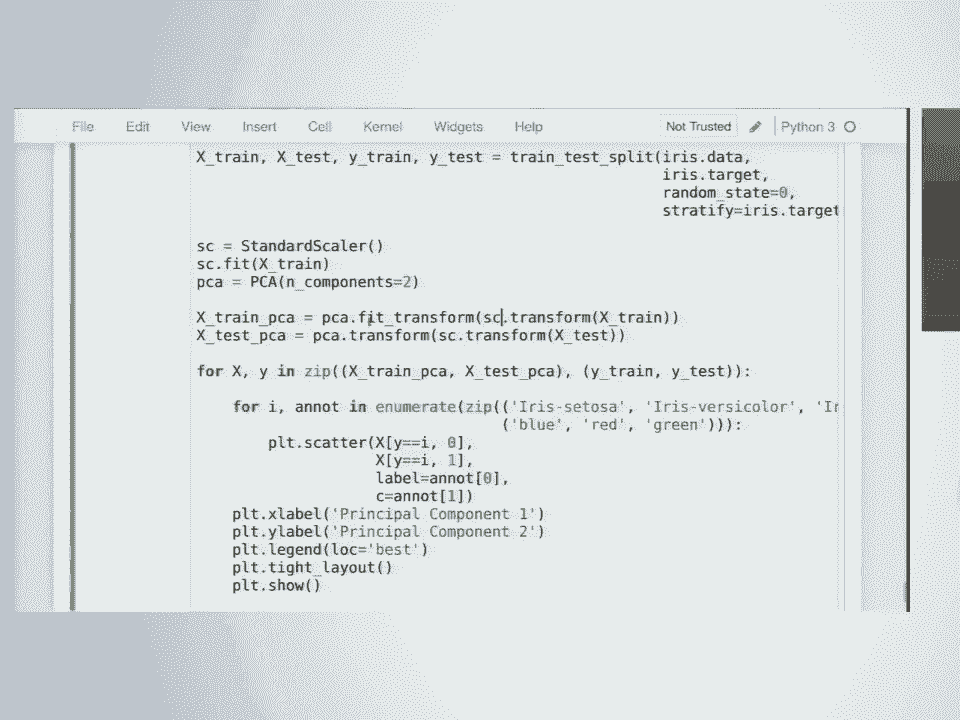 File Edit View Insert Cell Kernel Widgets Help Not Trusted Python 3
X_train, X_test, y_train, y_test = train_test_split(iris.data,
iris.target,
random_state=0,
stratify=iris.target
sc = StandardScaler()
sc.fit(X_train)
pca = PCA(n_components=2)
X_train_pca = pca.fit_transform(sc.transform(X_train))
X_test_pca = pca.transform(sc.transform(X_test))
for X, y in zip((X_train_pca, X_test_pca), (y_train, y_test)):
for i, annot in enumerate(zip(('Iris-setosa', 'Iris-versicolor', 'Ir
('blue', 'red', 'green'))):
plt.scatter(X[y==i, 0],
X[y==i, 1],
label=annot[0],
c=annot[1])
plt.xlabel('Principal Component 1')
plt.ylabel('Principal Component 2')
plt.legend(loc='best')
plt.tight_layout()
plt.show()